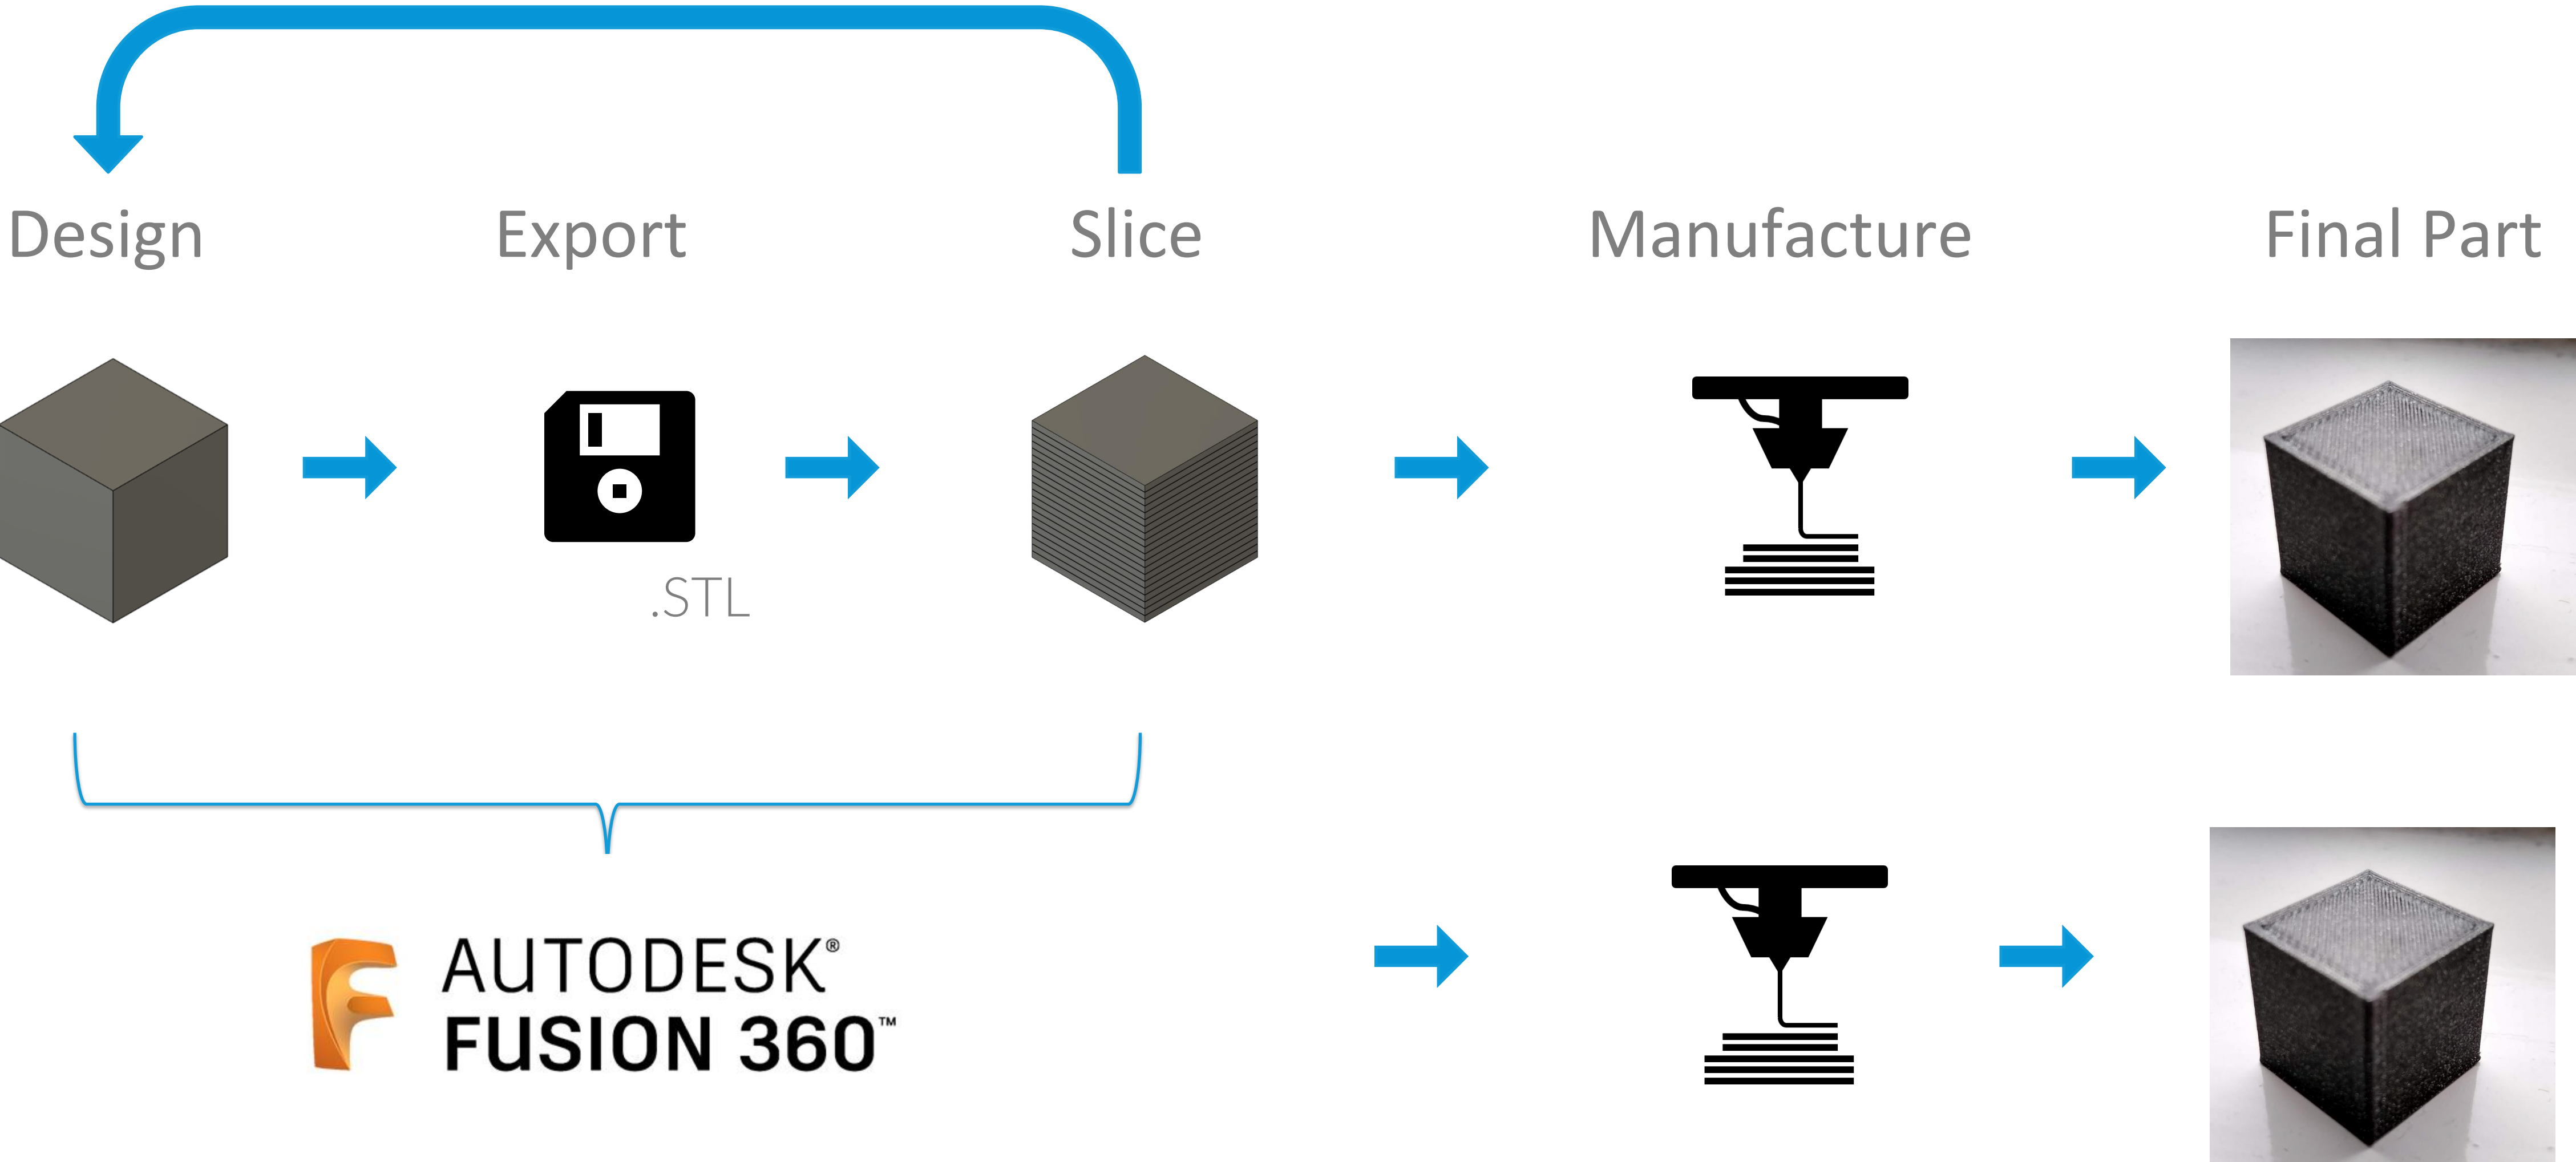 Design
Export
Slice
Manufacture
Final Part
.STL
AUTODESK®
FUSION 360™